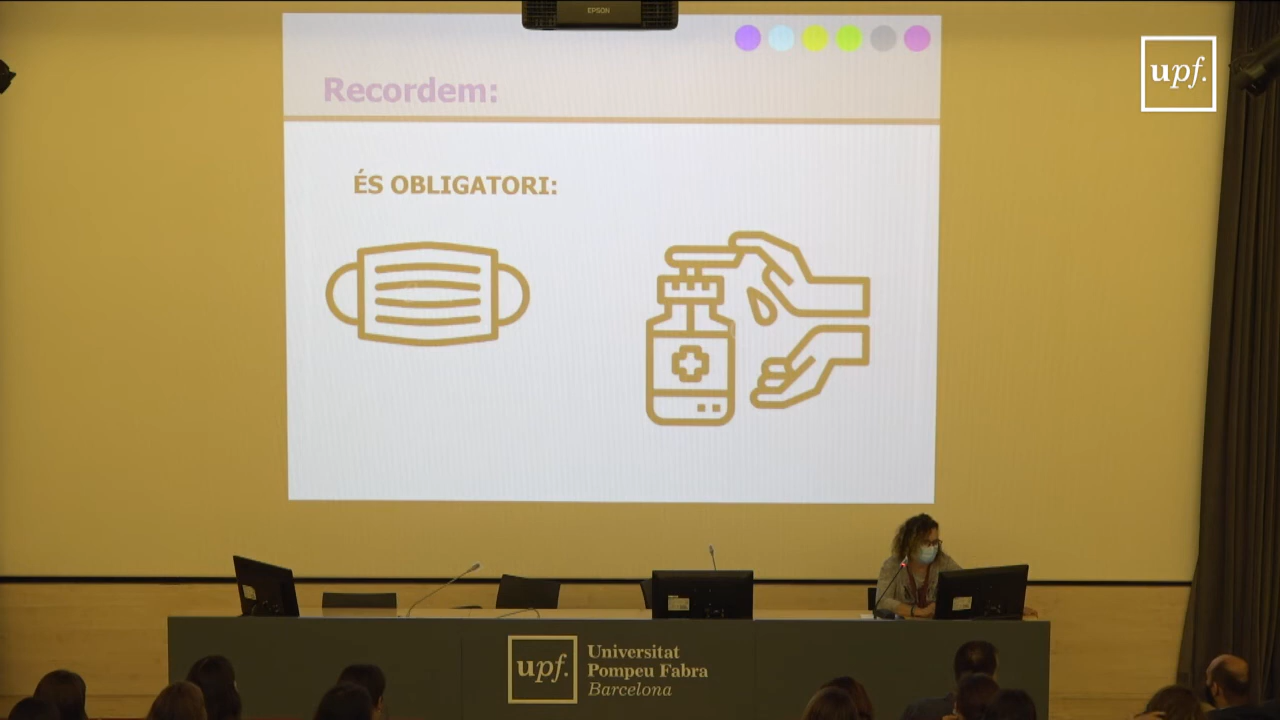 EPSON
upf.
Recordem:
ÉS OBLIGATORI:
upf.
Universitat
Pompeu Fabra
Barcelona